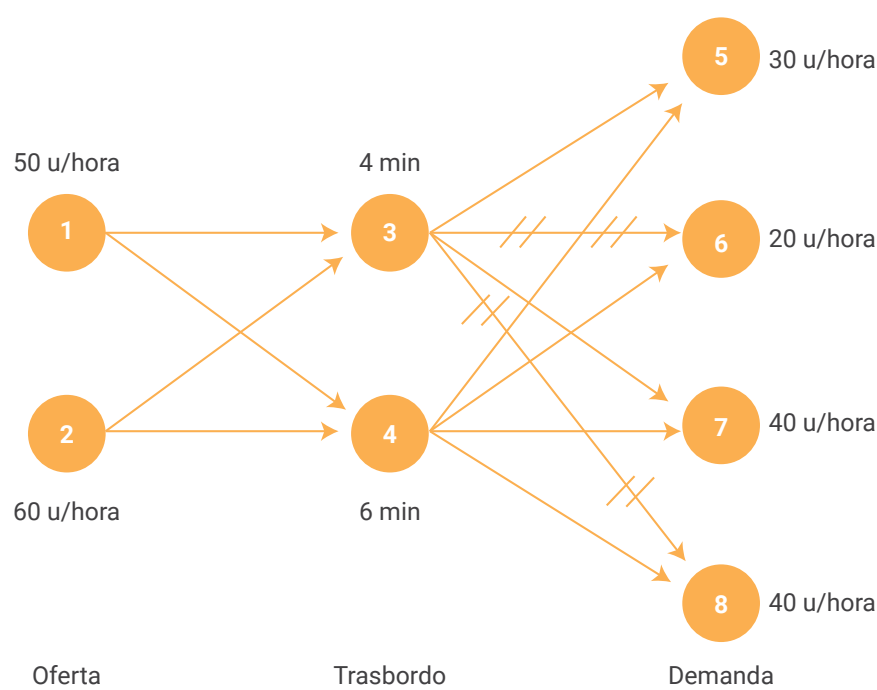 5
30 u/hora
50 u/hora
4 min
1
3
6
20 u/hora
2
4
7
40 u/hora
60 u/hora
6 min
8
40 u/hora
Oferta
Trasbordo
Demanda